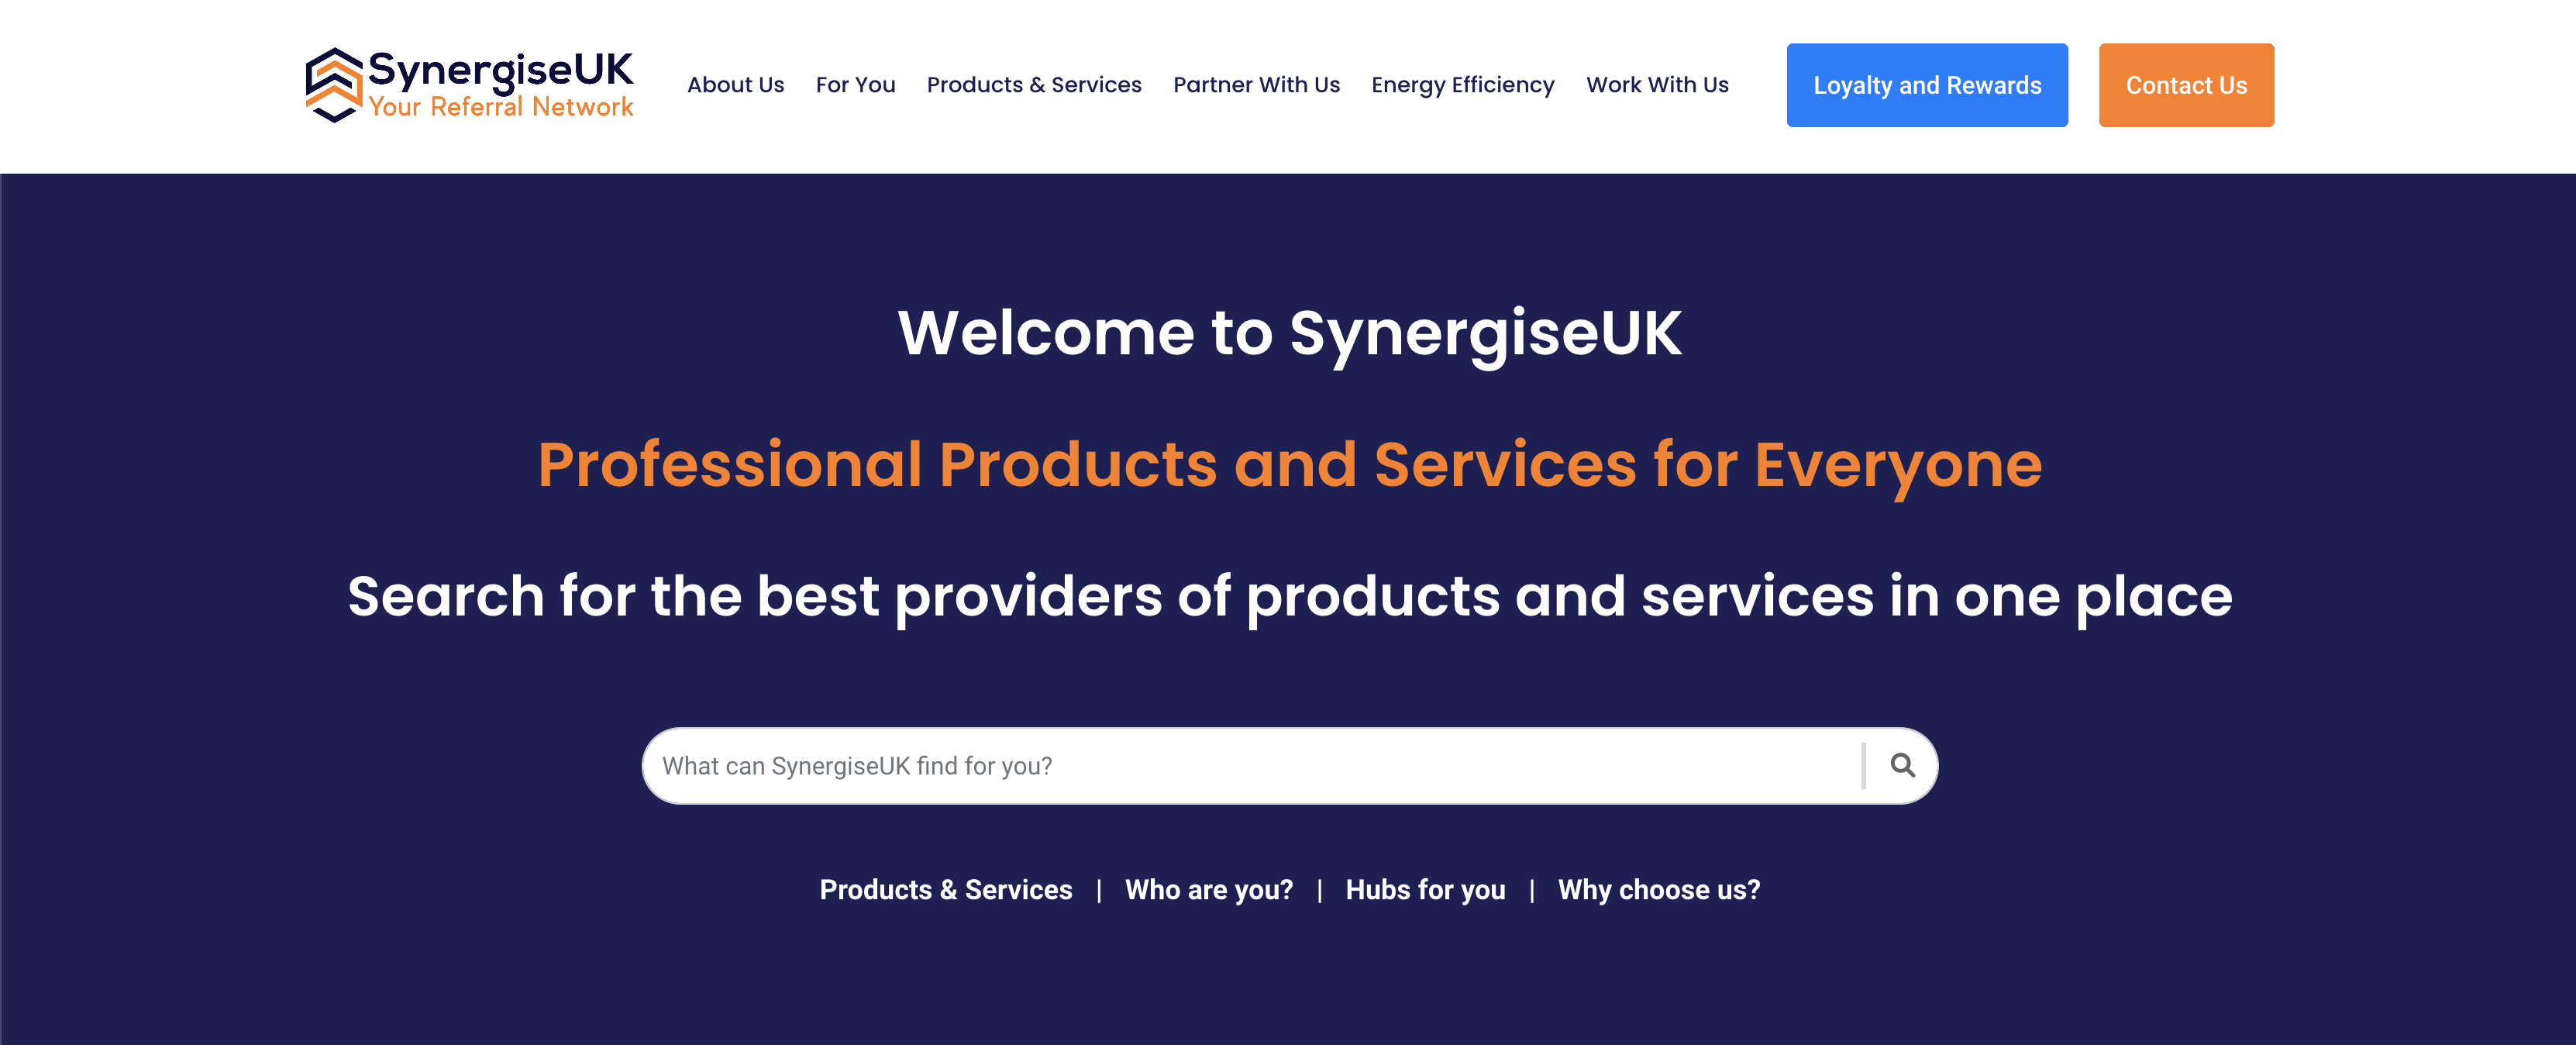 SynergiseUK
Your Referral Network
About Us For You Products & Services Partner With Us Energy Efficiency Work With Us Loyalty and Rewards Contact Us
Welcome to SynergiseUK
Professional Products and Services for Everyone
Search for the best providers of products and services in one place
What can SynergiseUK find for you?
Products & Services | Who are you? | Hubs for you | Why choose us?